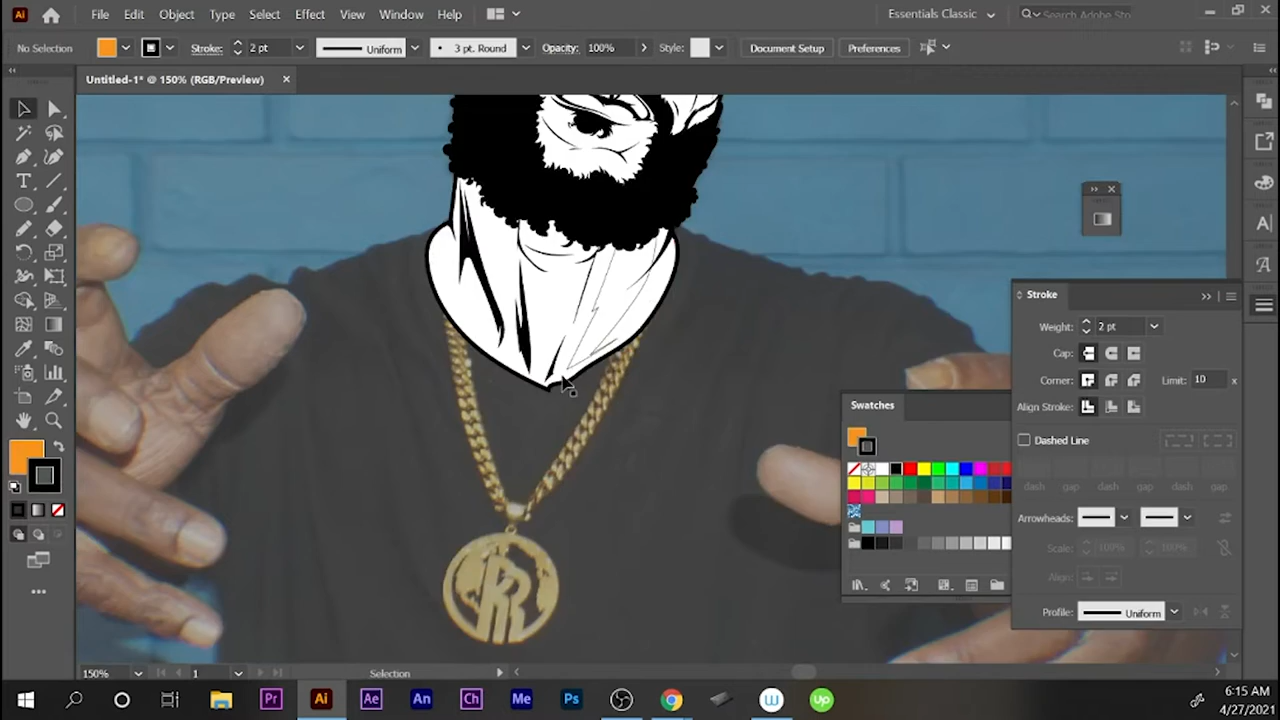 Ai File Edit Object Type Select Effect View Window Help Essentials Classic Search Adobe Sto
No Selection Stroke: 2 pt Uniform 3 pt. Round Opacity: 100% Style: Document Setup Preferences
Untitled-1* @ 150% (RGB/Preview)
Stroke
Weight: 2 pt
Cap:
Corner: Limit: 10 x
Align Stroke:
Swatches
Dashed Line
dash gap dash gap dash gap
Arrowheads:
Scale: 100% 100%
Align:
Profile: Uniform
150% 1 Selection
Pr Ai Ae An Ch Me Ps W Up
6:15 AM
4/27/2021